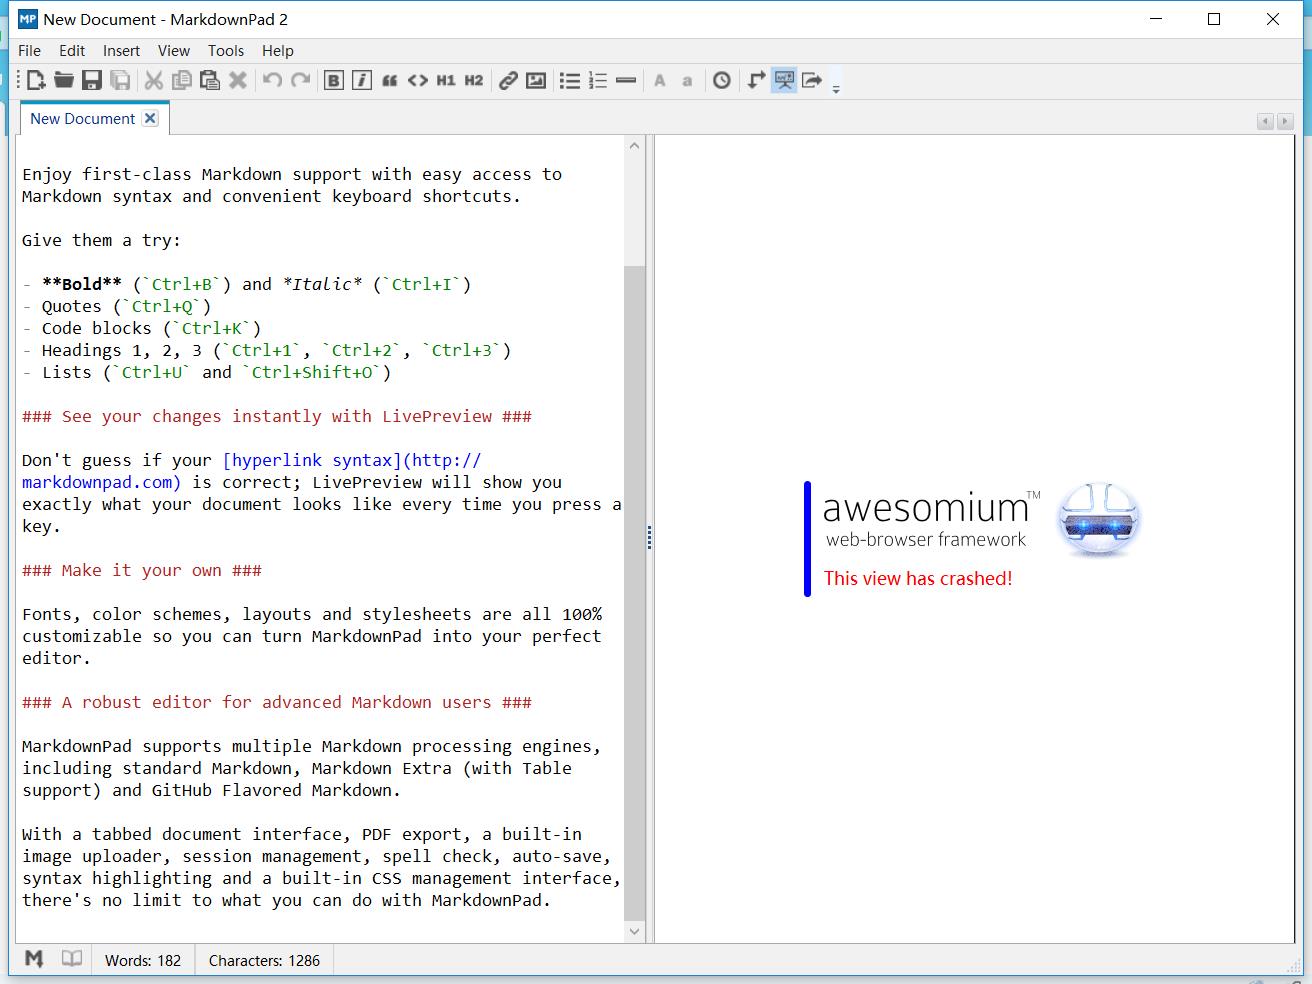 MP New Document - MarkdownPad 2
File Edit Insert View Tools Help
B i H1 H2 A a
New Document
Enjoy first-class Markdown support with easy access to
Markdown syntax and convenient keyboard shortcuts.
Give them a try:
- **Bold** (`Ctrl+B`) and *Italic* (`Ctrl+I`)
- Quotes (`Ctrl+Q`)
- Code blocks (`Ctrl+K`)
- Headings 1, 2, 3 (`Ctrl+1`, `Ctrl+2`, `Ctrl+3`)
- Lists (`Ctrl+U` and `Ctrl+Shift+O`)
### See your changes instantly with LivePreview ###
Don't guess if your [hyperlink syntax](http://
markdownpad.com) is correct; LivePreview will show you
exactly what your document looks like every time you press a
key.
### Make it your own ###
Fonts, color schemes, layouts and stylesheets are all 100%
customizable so you can turn MarkdownPad into your perfect
editor.
### A robust editor for advanced Markdown users ###
MarkdownPad supports multiple Markdown processing engines,
including standard Markdown, Markdown Extra (with Table
support) and GitHub Flavored Markdown.
With a tabbed document interface, PDF export, a built-in
image uploader, session management, spell check, auto-save,
syntax highlighting and a built-in CSS management interface,
there's no limit to what you can do with MarkdownPad.
awesomium™
web-browser framework
This view has crashed!
M Words: 182 Characters: 1286